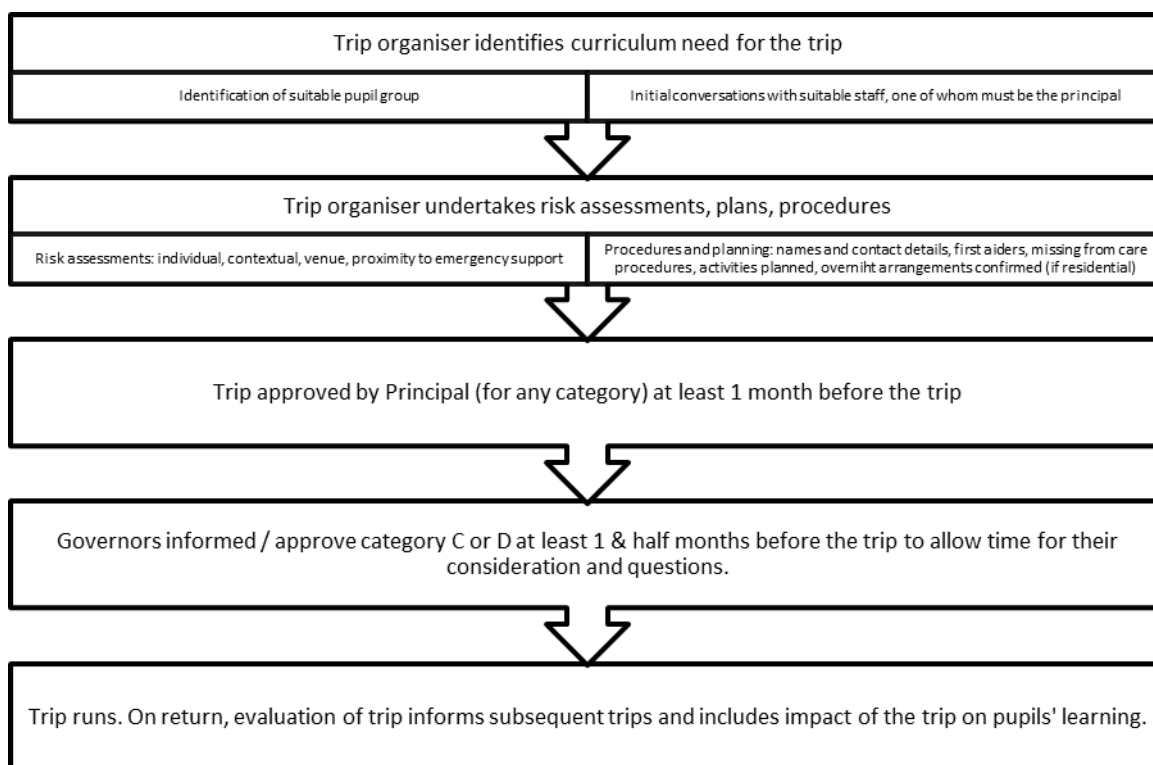 Trip organiser identifies curriculum need for the trip
Identification of suitable pupil group
Initial conversations with suitable staff, one of whom must be the principal
Trip organiser undertakes risk assessments, plans, procedures
Risk assessments: individual, contextual, venue, proximity to emergency support
Procedures and planning: names and contact details, first aiders, missing from care
procedures, activities planned, overniht arrangements confirmed (if residential)
Trip approved by Principal (for any category) at least 1 month before the trip
Governors informed / approve category C or D at least 1 & half months before the trip to allow time for their
consideration and questions.
Trip runs. On return, evaluation of trip informs subsequent trips and includes impact of the trip on pupils' learning.